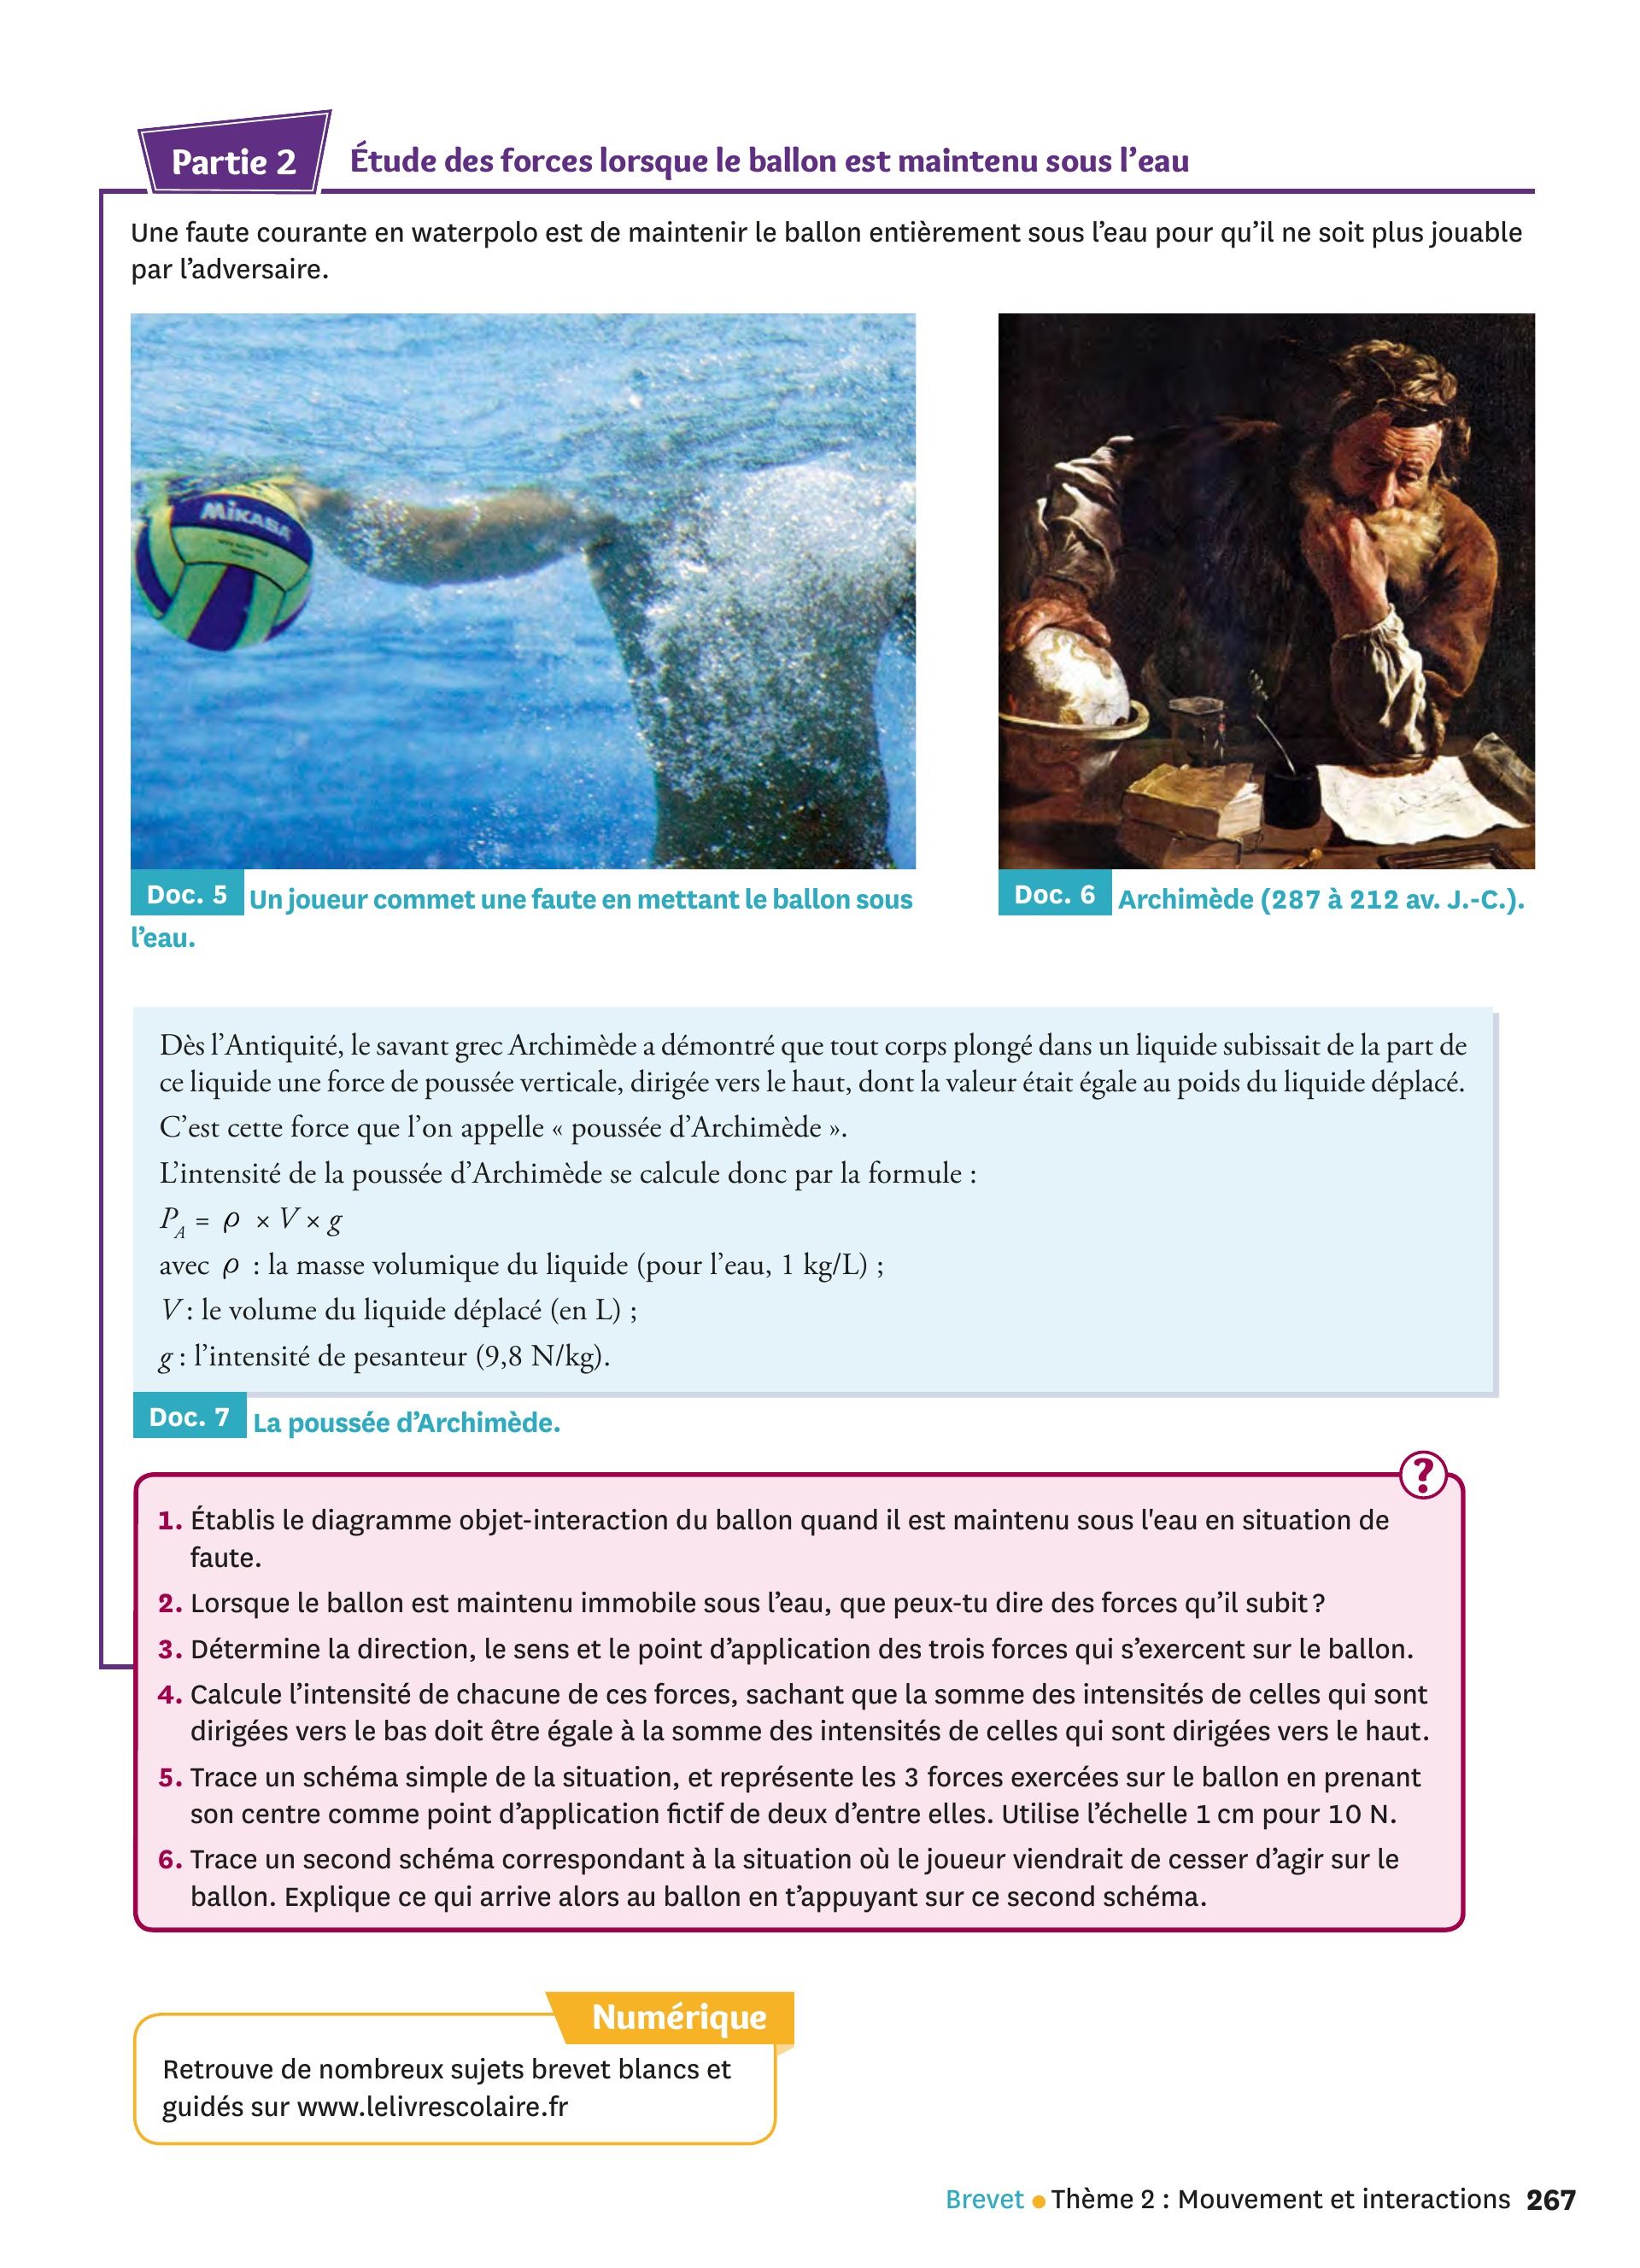 Partie 2
Étude des forces lorsque le ballon est maintenu sous l’eau
Une faute courante en waterpolo est de maintenir le ballon entièrement sous l’eau pour qu’il ne soit plus jouable
par l’adversaire.
MIKASA
Doc. 5 Un joueur commet une faute en mettant le ballon sous
l’eau.
Doc. 6 Archimède (287 à 212 av. J.-C.).
Dès l’Antiquité, le savant grec Archimède a démontré que tout corps plongé dans un liquide subissait de la part de
ce liquide une force de poussée verticale, dirigée vers le haut, dont la valeur était égale au poids du liquide déplacé.
C’est cette force que l’on appelle « poussée d’Archimède ».
L’intensité de la poussée d’Archimède se calcule donc par la formule :
P_A = ρ × V × g
avec ρ : la masse volumique du liquide (pour l’eau, 1 kg/L) ;
V : le volume du liquide déplacé (en L) ;
g : l’intensité de pesanteur (9,8 N/kg).
Doc. 7 La poussée d’Archimède.
?
1. Établis le diagramme objet-interaction du ballon quand il est maintenu sous l'eau en situation de
faute.
2. Lorsque le ballon est maintenu immobile sous l’eau, que peux-tu dire des forces qu’il subit ?
3. Détermine la direction, le sens et le point d’application des trois forces qui s’exercent sur le ballon.
4. Calcule l’intensité de chacune de ces forces, sachant que la somme des intensités de celles qui sont
dirigées vers le bas doit être égale à la somme des intensités de celles qui sont dirigées vers le haut.
5. Trace un schéma simple de la situation, et représente les 3 forces exercées sur le ballon en prenant
son centre comme point d’application fictif de deux d’entre elles. Utilise l’échelle 1 cm pour 10 N.
6. Trace un second schéma correspondant à la situation où le joueur viendrait de cesser d’agir sur le
ballon. Explique ce qui arrive alors au ballon en t’appuyant sur ce second schéma.
Numérique
Retrouve de nombreux sujets brevet blancs et
guidés sur www.lelivrescolaire.fr
Brevet • Thème 2 : Mouvement et interactions 267